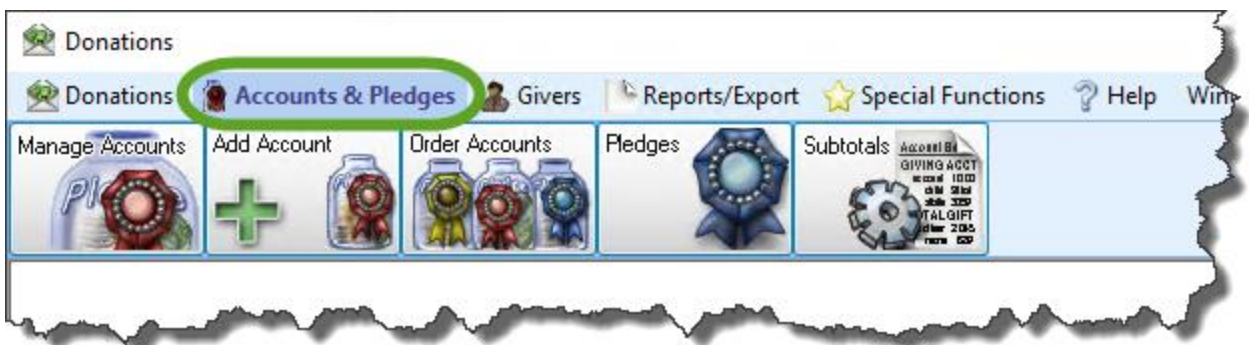 Donations
Donations Accounts & Pledges Givers Reports/Export Special Functions Help
Manage Accounts Add Account Order Accounts Pledges Subtotals
GIVING ACCT